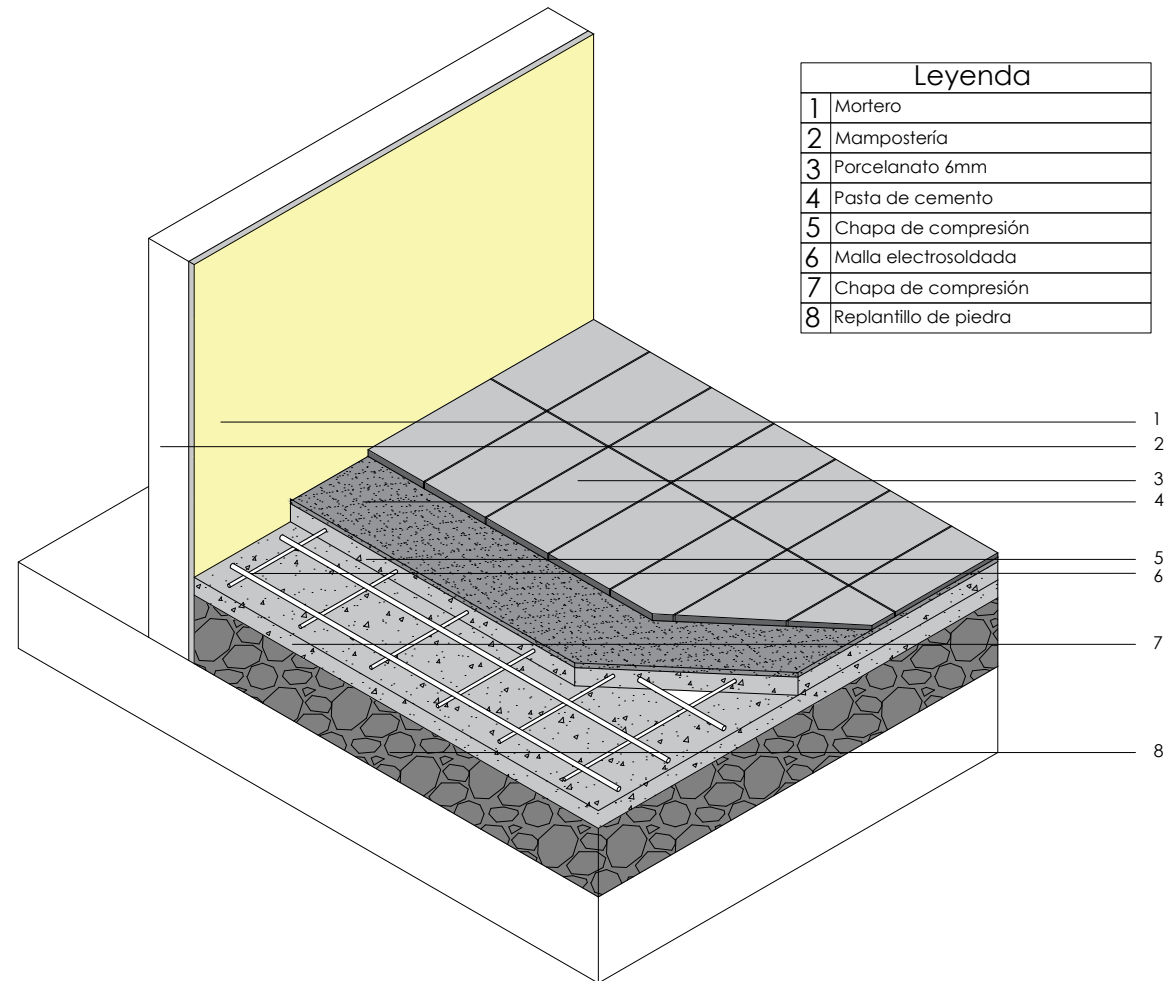 Leyenda
1 Mortero
2 Mampostería
3 Porcelanato 6mm
4 Pasta de cemento
5 Chapa de compresión
6 Malla electrosoldada
7 Chapa de compresión
8 Replantillo de piedra
1
2
3
4
5
6
7
8